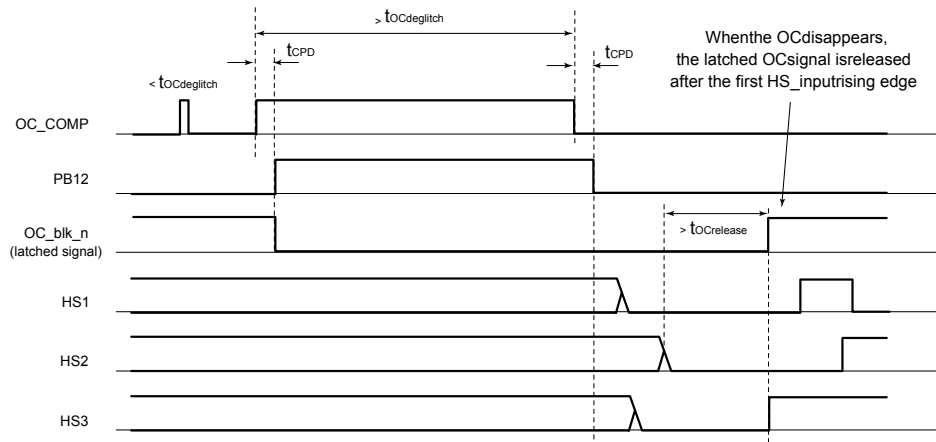 > tOCdeglitch
tCPD
tCPD
Whenthe OCdisappears,
the latched OCsignal isreleased
after the first HS_inputrising edge
< tOCdeglitch
OC_COMP
PB12
OC_blk_n
(latched signal)
> tOCrelease
HS1
HS2
HS3